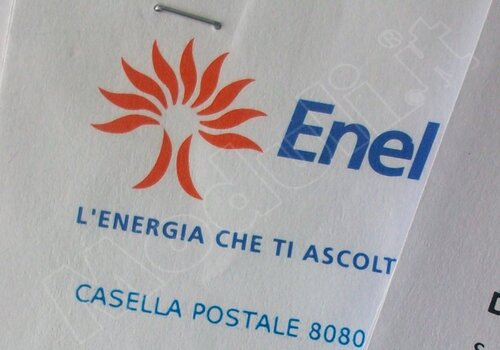 Enel
L'ENERGIA CHE TI ASCOLT
CASELLA POSTALE 8080